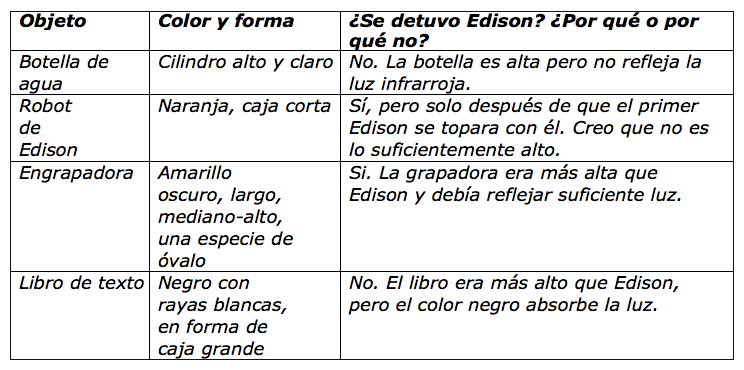 Objeto
Color y forma
¿Se detuvo Edison? ¿Por qué o por
qué no?
Botella de
agua
Cilindro alto y claro
No. La botella es alta pero no refleja la
luz infrarroja.
Robot
de
Edison
Naranja, caja corta
Sí, pero solo después de que el primer
Edison se topara con él. Creo que no es
lo suficientemente alto.
Engrapadora
Amarillo
oscuro, largo,
mediano-alto,
una especie de
óvalo
Si. La grapadora era más alta que
Edison y debía reflejar suficiente luz.
Libro de texto
Negro con
rayas blancas,
en forma de
caja grande
No. El libro era más alto que Edison,
pero el color negro absorbe la luz.